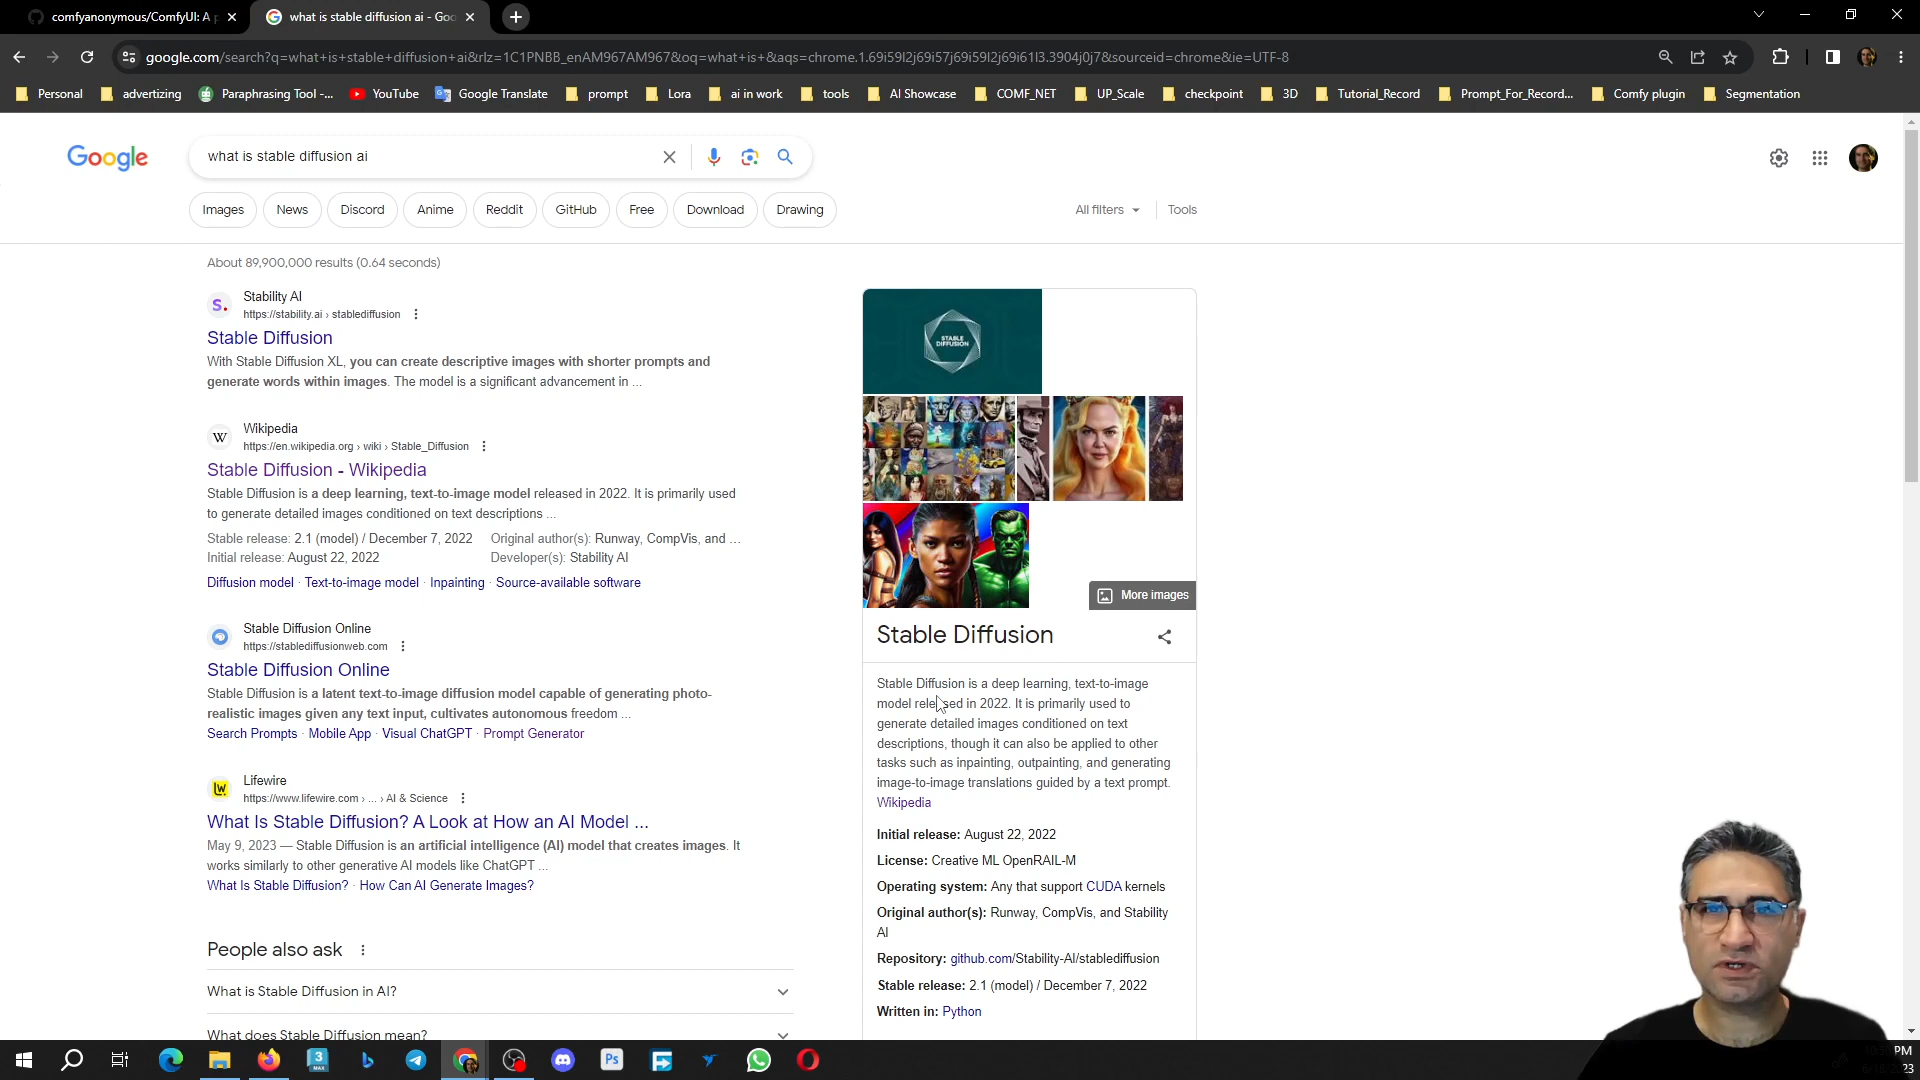 comfyanonymous/ComfyUI: A p
what is stable diffusion ai - Goo
google.com/search?q=what+is+stable+diffusion+ai&rlz=1C1PNBB_enAM967AM967&oq=what+is+&aqs=chrome.1.69i59l2j69i57j69i59l2j69i61l3.3904j0j7&sourceid=chrome&ie=UTF-8
Personal
advertizing
Paraphrasing Tool -...
YouTube
Google Translate
prompt
Lora
ai in work
tools
AI Showcase
COMF_NET
UP_Scale
checkpoint
3D
Tutorial_Record
Prompt_For_Record...
Comfy plugin
Segmentation
Google
what is stable diffusion ai
Images
News
Discord
Anime
Reddit
GitHub
Free
Download
Drawing
All filters
Tools
About 89,900,000 results (0.64 seconds)
S.
Stability AI
https://stability.ai › stablediffusion
Stable Diffusion
With Stable Diffusion XL, you can create descriptive images with shorter prompts and
generate words within images. The model is a significant advancement in ...
W
Wikipedia
https://en.wikipedia.org › wiki › Stable_Diffusion
Stable Diffusion - Wikipedia
Stable Diffusion is a deep learning, text-to-image model released in 2022. It is primarily used
to generate detailed images conditioned on text descriptions ...
Stable release: 2.1 (model) / December 7, 2022
Original author(s): Runway, CompVis, and ...
Initial release: August 22, 2022
Developer(s): Stability AI
Diffusion model · Text-to-image model · Inpainting · Source-available software
Stable Diffusion Online
https://stablediffusionweb.com
Stable Diffusion Online
Stable Diffusion is a latent text-to-image diffusion model capable of generating photo-
realistic images given any text input, cultivates autonomous freedom ...
Search Prompts · Mobile App · Visual ChatGPT · Prompt Generator
LW.
Lifewire
https://www.lifewire.com › ... › AI & Science
What Is Stable Diffusion? A Look at How an AI Model ...
May 9, 2023 — Stable Diffusion is an artificial intelligence (AI) model that creates images. It
works similarly to other generative AI models like ChatGPT ...
What Is Stable Diffusion? · How Can AI Generate Images?
People also ask
What is Stable Diffusion in AI?
What does Stable Diffusion mean?
STABLE
DIFFUSION
More images
Stable Diffusion
Stable Diffusion is a deep learning, text-to-image
model released in 2022. It is primarily used to
generate detailed images conditioned on text
descriptions, though it can also be applied to other
tasks such as inpainting, outpainting, and generating
image-to-image translations guided by a text prompt.
Wikipedia
Initial release: August 22, 2022
License: Creative ML OpenRAIL-M
Operating system: Any that support CUDA kernels
Original author(s): Runway, CompVis, and Stability
AI
Repository: github.com/Stability-AI/stablediffusion
Stable release: 2.1 (model) / December 7, 2022
Written in: Python
3
MAX
Ps
PM